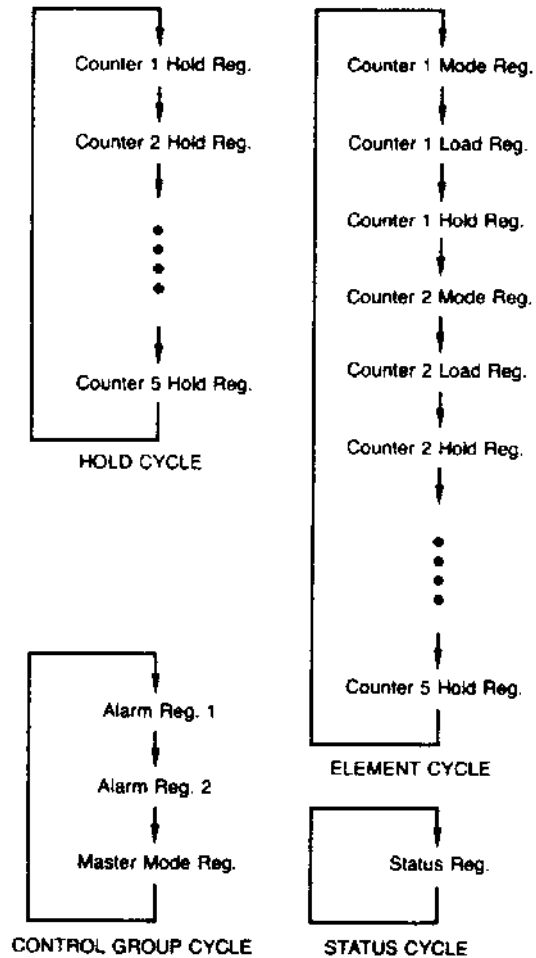 Counter 1 Hold Reg.
Counter 2 Hold Reg.
Counter 5 Hold Reg.
HOLD CYCLE
Counter 1 Mode Reg.
Counter 1 Load Reg.
Counter 1 Hold Reg.
Counter 2 Mode Reg.
Counter 2 Load Reg.
Counter 2 Hold Reg.
Counter 5 Hold Reg.
ELEMENT CYCLE
Alarm Reg. 1
Alarm Reg. 2
Master Mode Reg.
CONTROL GROUP CYCLE
Status Reg.
STATUS CYCLE